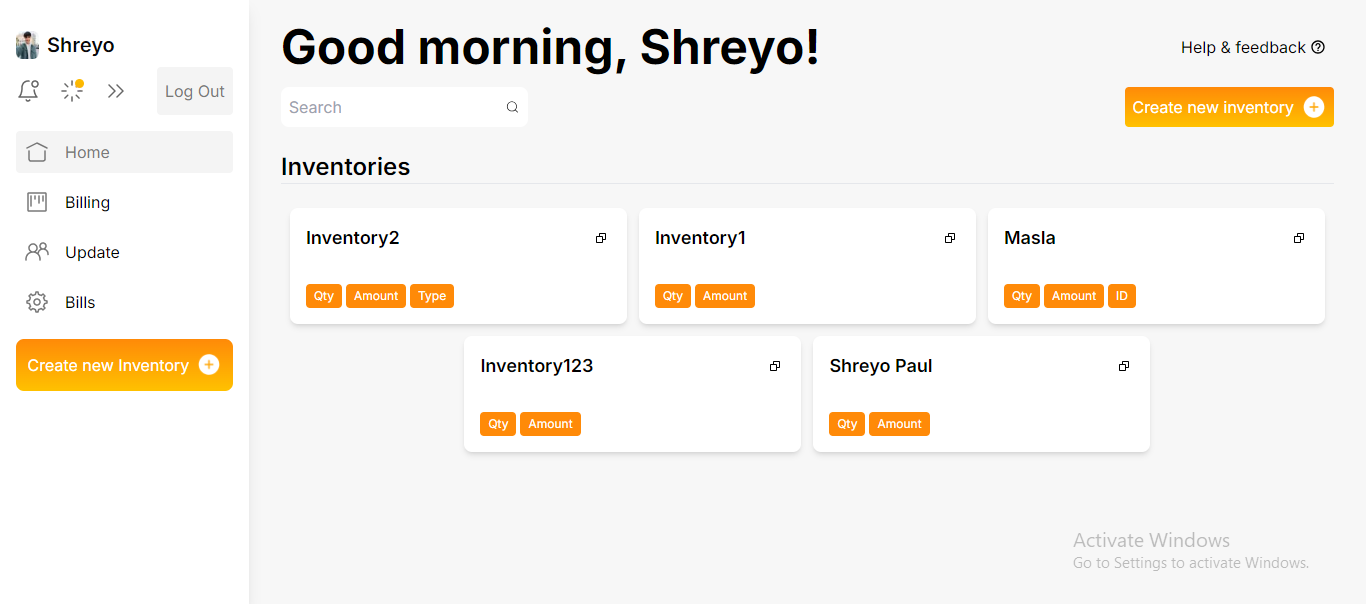 Shreyo
Log Out
Home
Billing
Update
Bills
Create new Inventory
Good morning, Shreyo!
Help & feedback
Search
Create new inventory
Inventories
Inventory2
Qty Amount Type
Inventory1
Qty Amount
Masla
Qty Amount ID
Inventory123
Qty Amount
Shreyo Paul
Qty Amount
Activate Windows
Go to Settings to activate Windows.